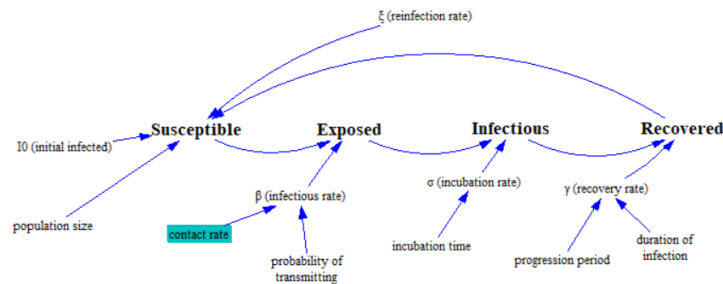 ξ (reinfection rate)
Susceptible
Exposed
Infectious
Recovered
I0 (initial infected)
β (infectious rate)
σ (incubation rate)
γ (recovery rate)
population size
contact rate
probability of
transmitting
incubation time
progression period
duration of
infection